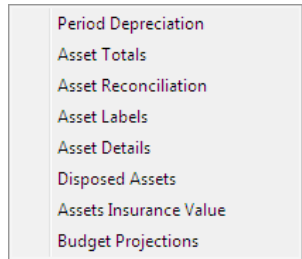 Period Depreciation
Asset Totals
Asset Reconciliation
Asset Labels
Asset Details
Disposed Assets
Assets Insurance Value
Budget Projections